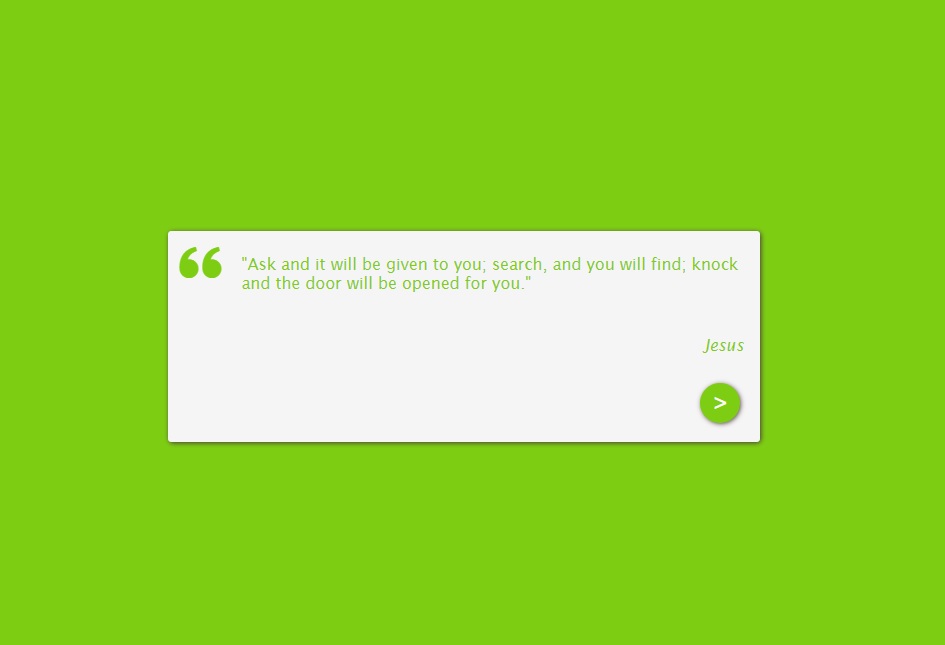 "Ask and it will be given to you; search, and you will find; knock
and the door will be opened for you."
Jesus
>